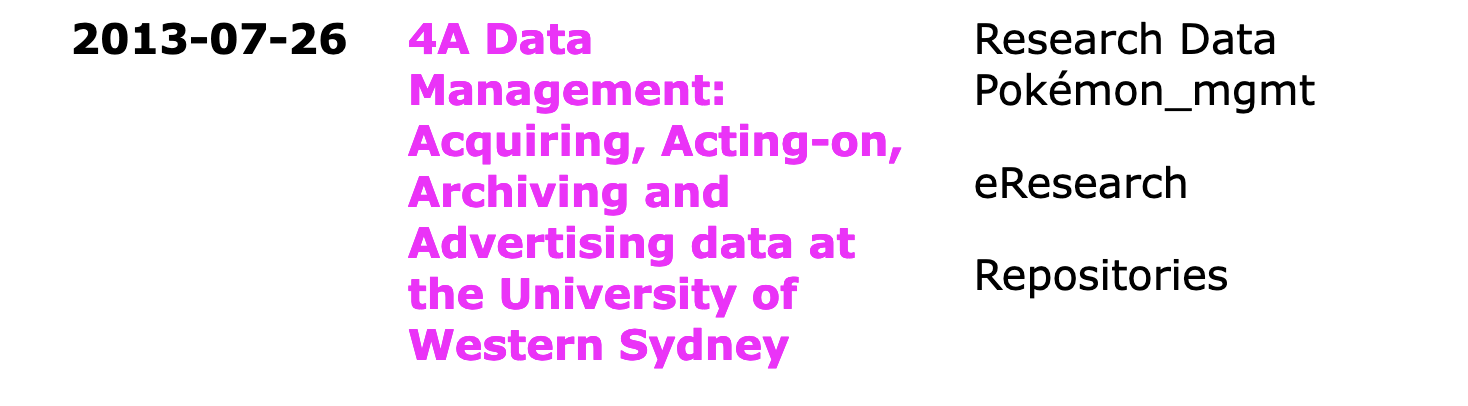 2013-07-26
4A Data
Management:
Acquiring, Acting-on,
Archiving and
Advertising data at
the University of
Western Sydney
Research Data
Pokémon_mgmt
eResearch
Repositories